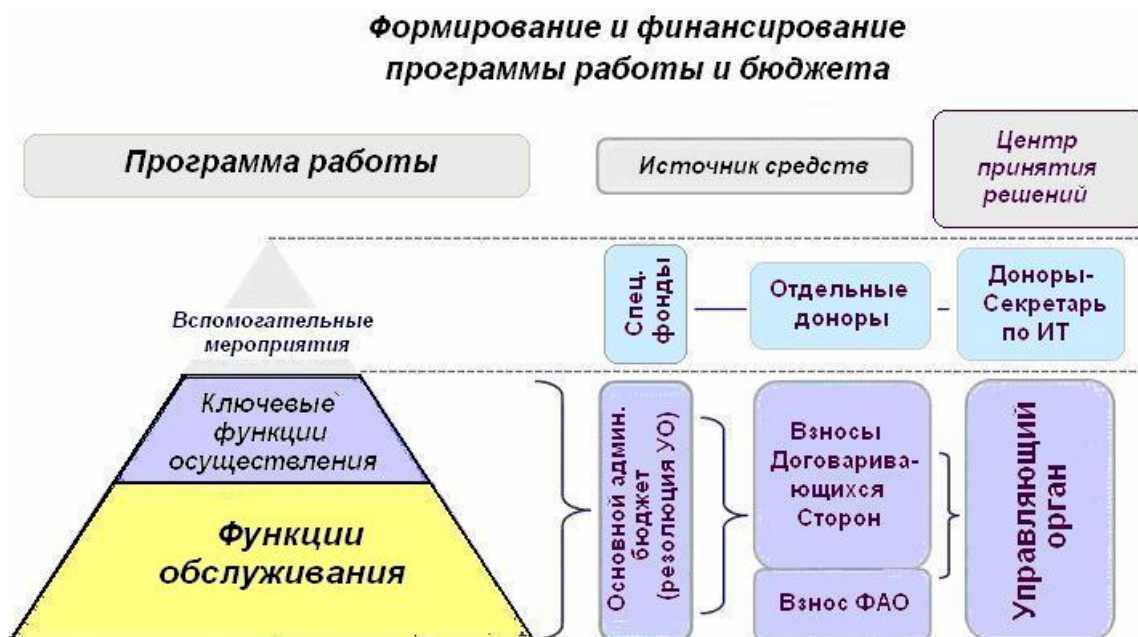 Формирование и финансирование
программы работы и бюджета
Программа работы
Источник средств
Центр
принятия
решений
Вспомогательные
мероприятия
Спец.
фонды
Отдельные
доноры
Доноры-
Секретарь
по ИТ
Ключевые
функции
осуществления
Функции
обслуживания
Основной админ.
бюджет
(резолюция УО)
Взносы
Договарива-
ющихся
Сторон
Взнос ФАО
Управляющий
орган